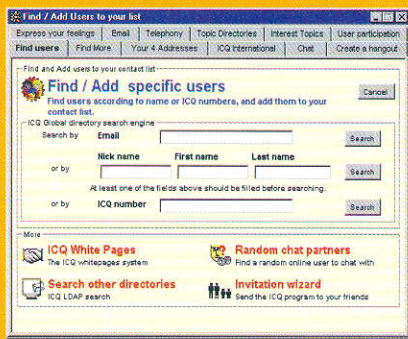 Find / Add Users to your list
Express your feelings Email Telephony Topic Directories Interest Topics User participation
Find users Find More Your 4 Addresses ICQ International Chat Create a hangout
Find and Add users to your contact list
Find / Add specific users
Cancel
Find users according to name or ICQ numbere, and add them to your
contact list.
ICQ Global directory search engine
Search by Email Search
Nick name First name Last name
or by Search
At least one of the fields above should be filled before searching.
or by ICQ number Search
More
ICQ White Pages Random chat partners
The ICQ whitepages system Find a random online user to chat with
Search other directories Invitation wizard
ICQ LDAP search Send the ICQ program to your friends